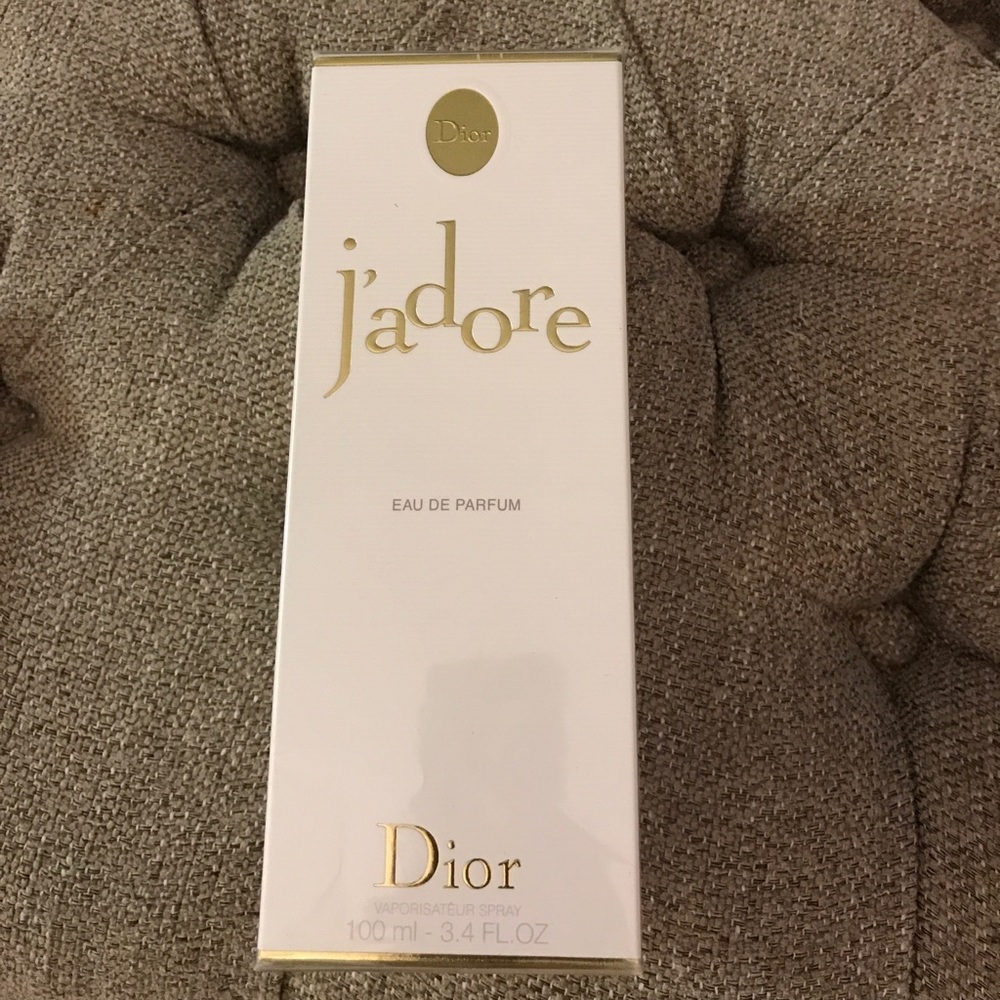 Dior
j'adore
EAU DE PARFUM
Dior
VAPORISATEUR SPRAY
100 ml - 3.4 FL.OZ